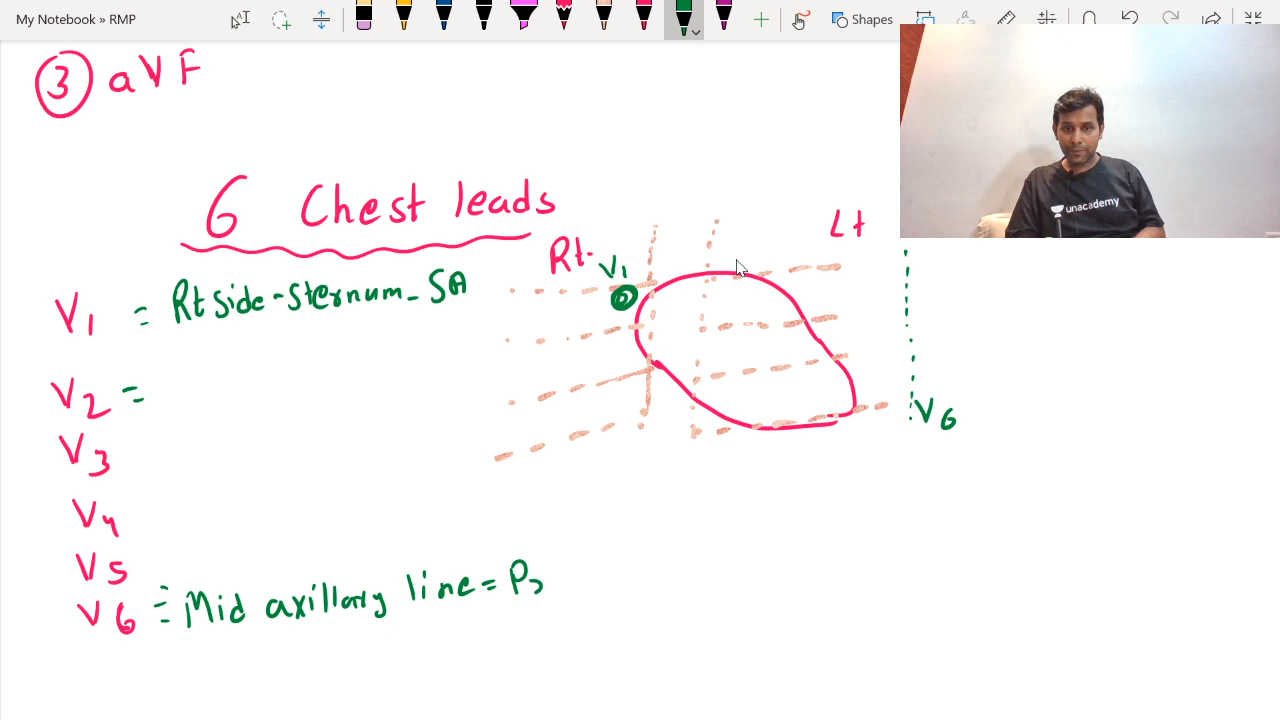 My Notebook » RMP
Shapes
3 aVF
unacademy
6 Chest leads
Rt.
Lt
V1
V1 = Rt side-Sternum-SA
V2 =
V3
V4
V5
V6
V6 = Mid axillary line = Ps